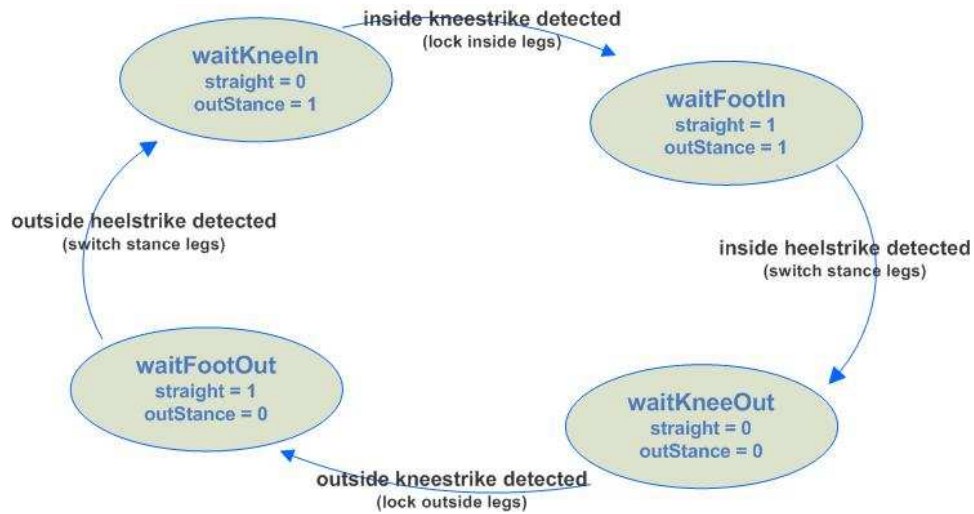 inside kneestrike detected
(lock inside legs)
waitKneeIn
straight = 0
outStance = 1
waitFootIn
straight = 1
outStance = 1
outside heelstrike detected
(switch stance legs)
inside heelstrike detected
(switch stance legs)
waitFootOut
straight = 1
outStance = 0
waitKneeOut
straight = 0
outStance = 0
outside kneestrike detected
(lock outside legs)